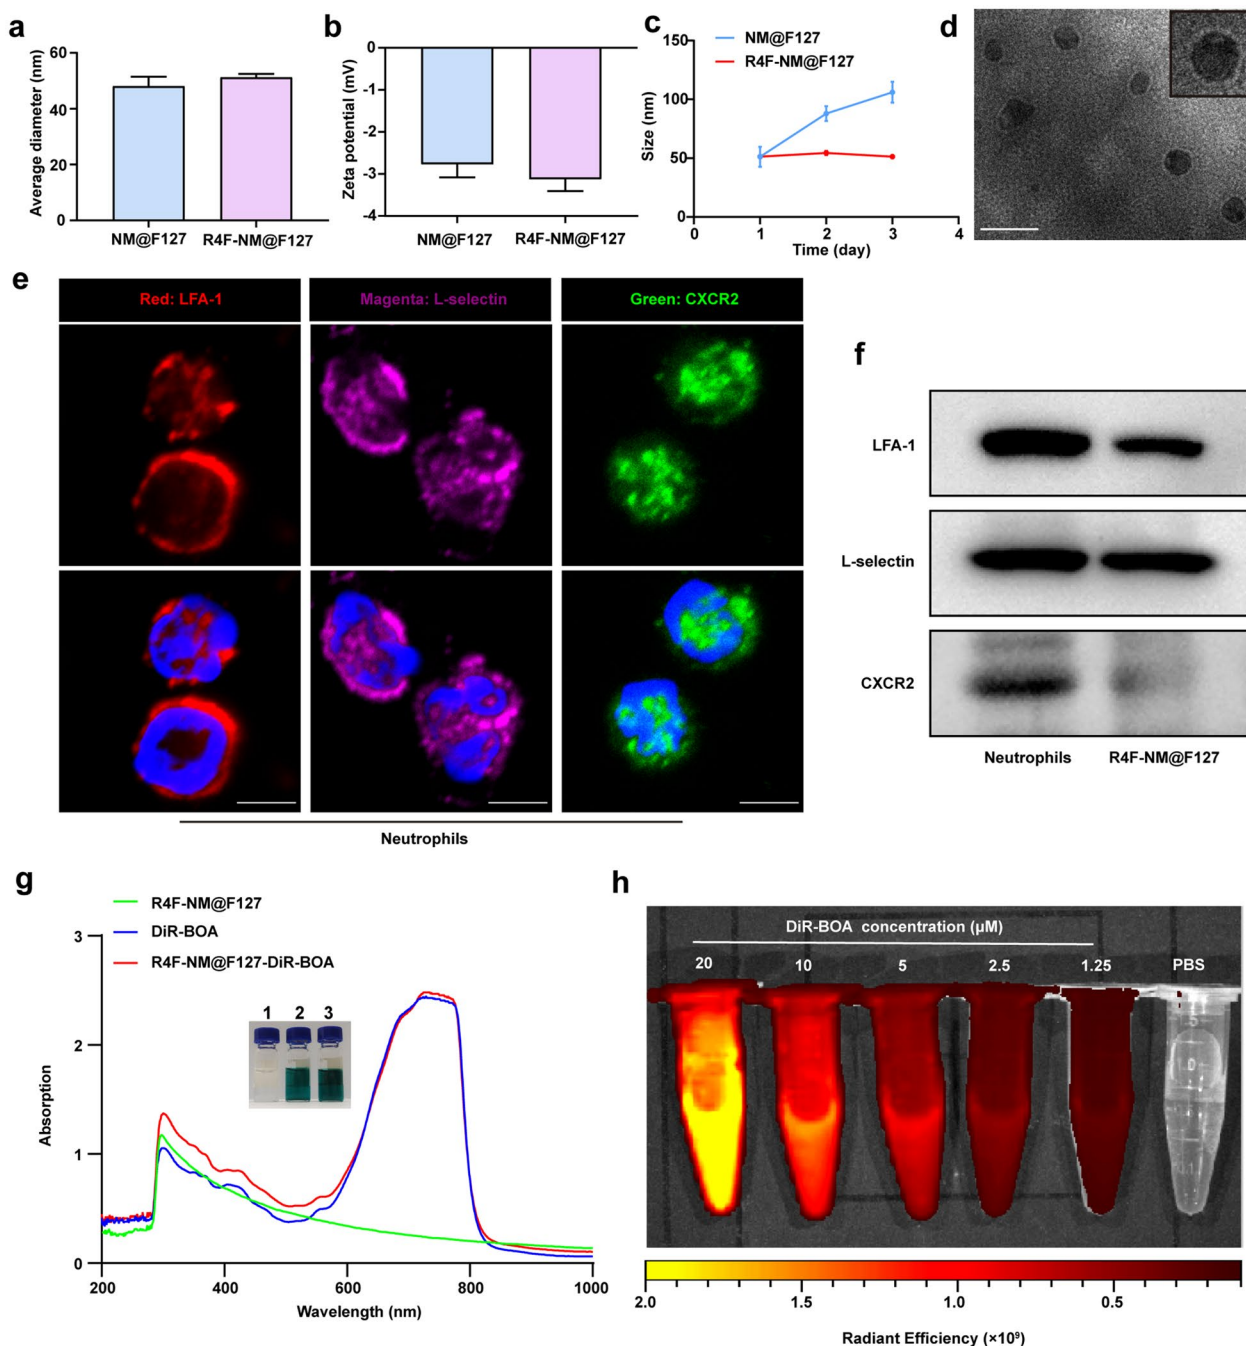 a
Average diameter (nm)
60
40
20
0
NM@F127
R4F-NM@F127
b
Zeta potential (mV)
0
-1
-2
-3
-4
NM@F127
R4F-NM@F127
c
NM@F127
R4F-NM@F127
Size (nm)
150
100
50
0
0
1
2
3
4
Time (day)
d
e
Red: LFA-1
Magenta: L-selectin
Green: CXCR2
Neutrophils
f
LFA-1
L-selectin
CXCR2
Neutrophils
R4F-NM@F127
g
R4F-NM@F127
DiR-BOA
R4F-NM@F127-DiR-BOA
1 2 3
Absorption
3
2
1
0
200
400
600
800
1000
Wavelength (nm)
h
DiR-BOA concentration (μM)
20
10
5
2.5
1.25
PBS
2.0
1.5
1.0
0.5
Radiant Efficiency (×10⁹)